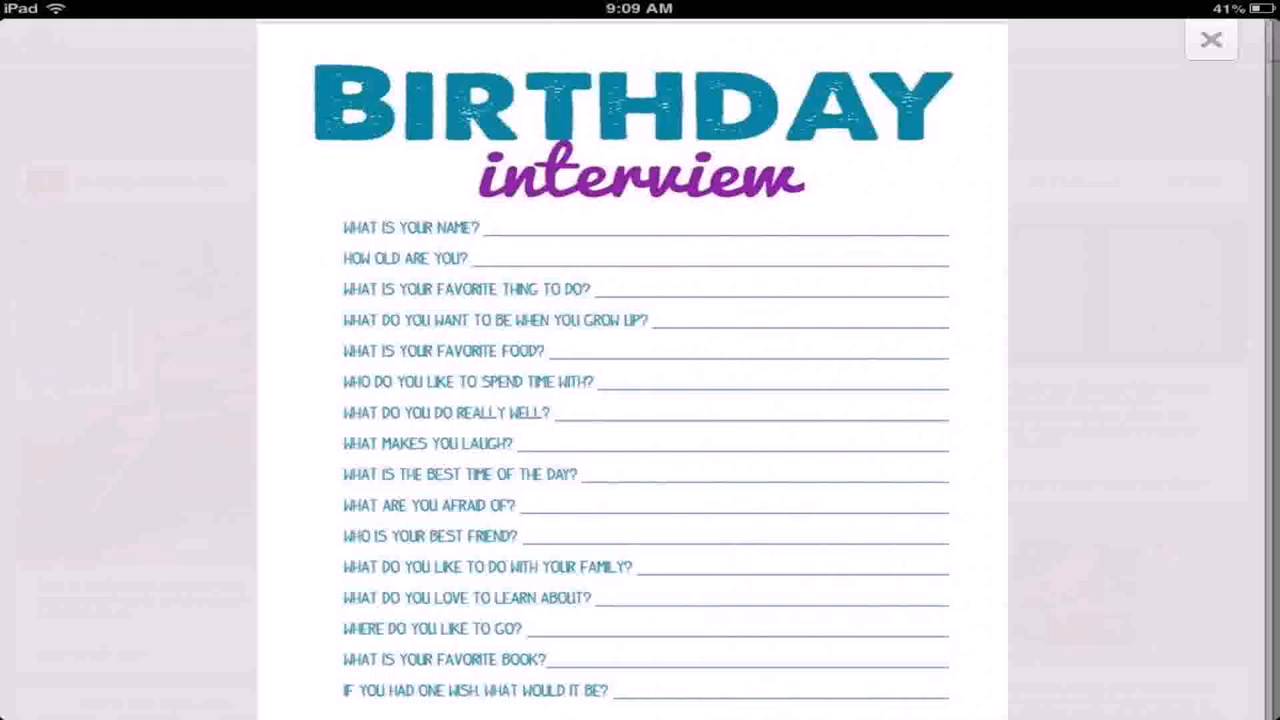 iPad 9:09 AM 41%
BIRTHDAY
interview
WHAT IS YOUR NAME?
HOW OLD ARE YOU?
WHAT IS YOUR FAVORITE THING TO DO?
WHAT DO YOU WANT TO BE WHEN YOU GROW UP?
WHAT IS YOUR FAVORITE FOOD?
WHO DO YOU LIKE TO SPEND TIME WITH?
WHAT DO YOU DO REALLY WELL?
WHAT MAKES YOU LAUGH?
WHAT IS THE BEST TIME OF THE DAY?
WHAT ARE YOU AFRAID OF?
WHO IS YOUR BEST FRIEND?
WHAT DO YOU LIKE TO DO WITH YOUR FAMILY?
WHAT DO YOU LOVE TO LEARN ABOUT?
WHERE DO YOU LIKE TO GO?
WHAT IS YOUR FAVORITE BOOK?
IF YOU HAD ONE WISH, WHAT WOULD IT BE?